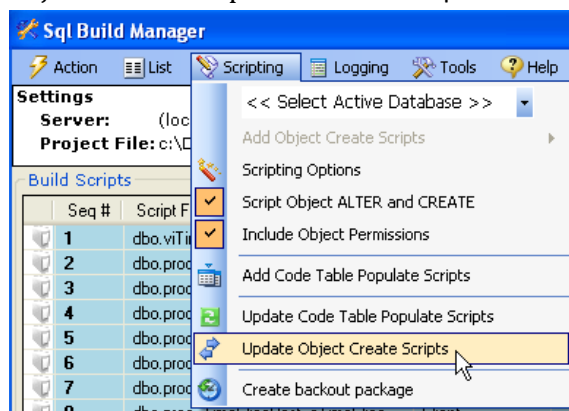 Sql Build Manager
Action List Scripting Logging Tools Help
Settings
Server: (loc
Project File: c:\D
<< Select Active Database >>
Add Object Create Scripts
Scripting Options
Script Object ALTER and CREATE
Include Object Permissions
Add Code Table Populate Scripts
Update Code Table Populate Scripts
Update Object Create Scripts
Create backout package
Build Scripts
Seq # Script F
1 dbo.viTi
2 dbo.proc
3 dbo.proc
4 dbo.proc
5 dbo.proc
6 dbo.proc
7 dbo.proc